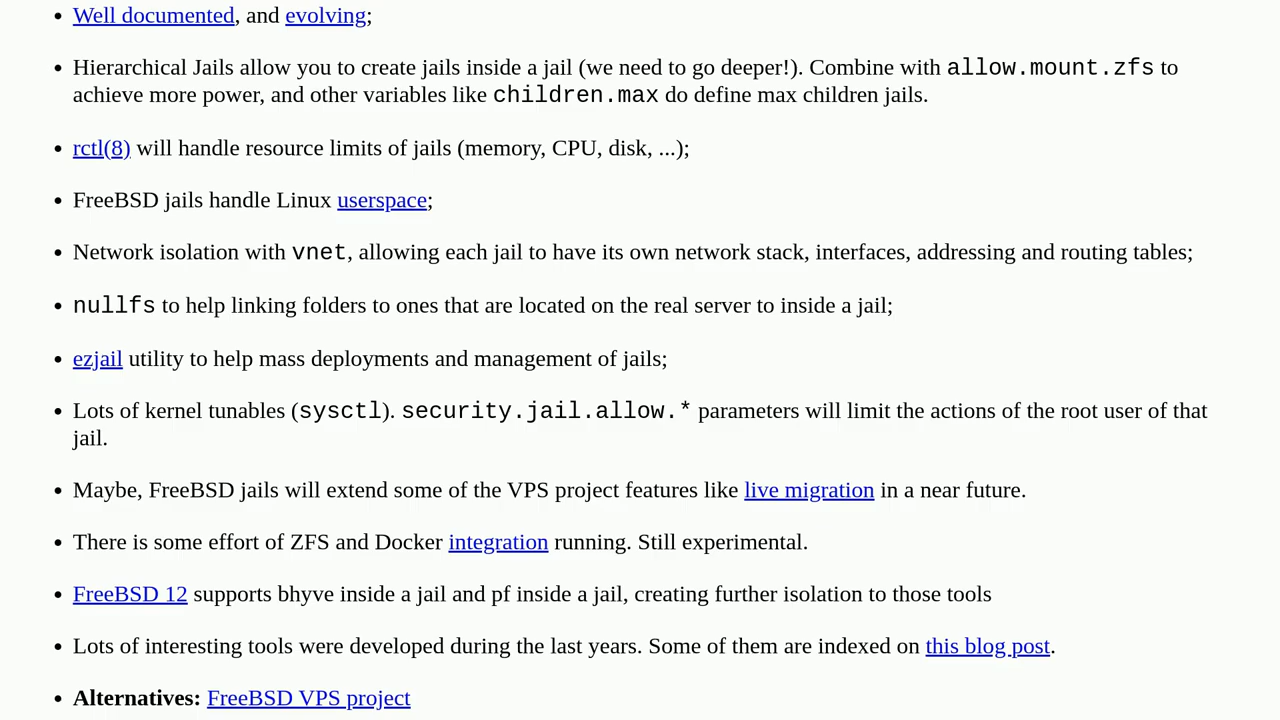 • Well documented, and evolving;
• Hierarchical Jails allow you to create jails inside a jail (we need to go deeper!). Combine with allow.mount.zfs to
achieve more power, and other variables like children.max do define max children jails.
• rctl(8) will handle resource limits of jails (memory, CPU, disk, ...);
• FreeBSD jails handle Linux userspace;
• Network isolation with vnet, allowing each jail to have its own network stack, interfaces, addressing and routing tables;
• nullfs to help linking folders to ones that are located on the real server to inside a jail;
• ezjail utility to help mass deployments and management of jails;
• Lots of kernel tunables (sysctl). security.jail.allow.* parameters will limit the actions of the root user of that
jail.
• Maybe, FreeBSD jails will extend some of the VPS project features like live migration in a near future.
• There is some effort of ZFS and Docker integration running. Still experimental.
• FreeBSD 12 supports bhyve inside a jail and pf inside a jail, creating further isolation to those tools
• Lots of interesting tools were developed during the last years. Some of them are indexed on this blog post.
• Alternatives: FreeBSD VPS project